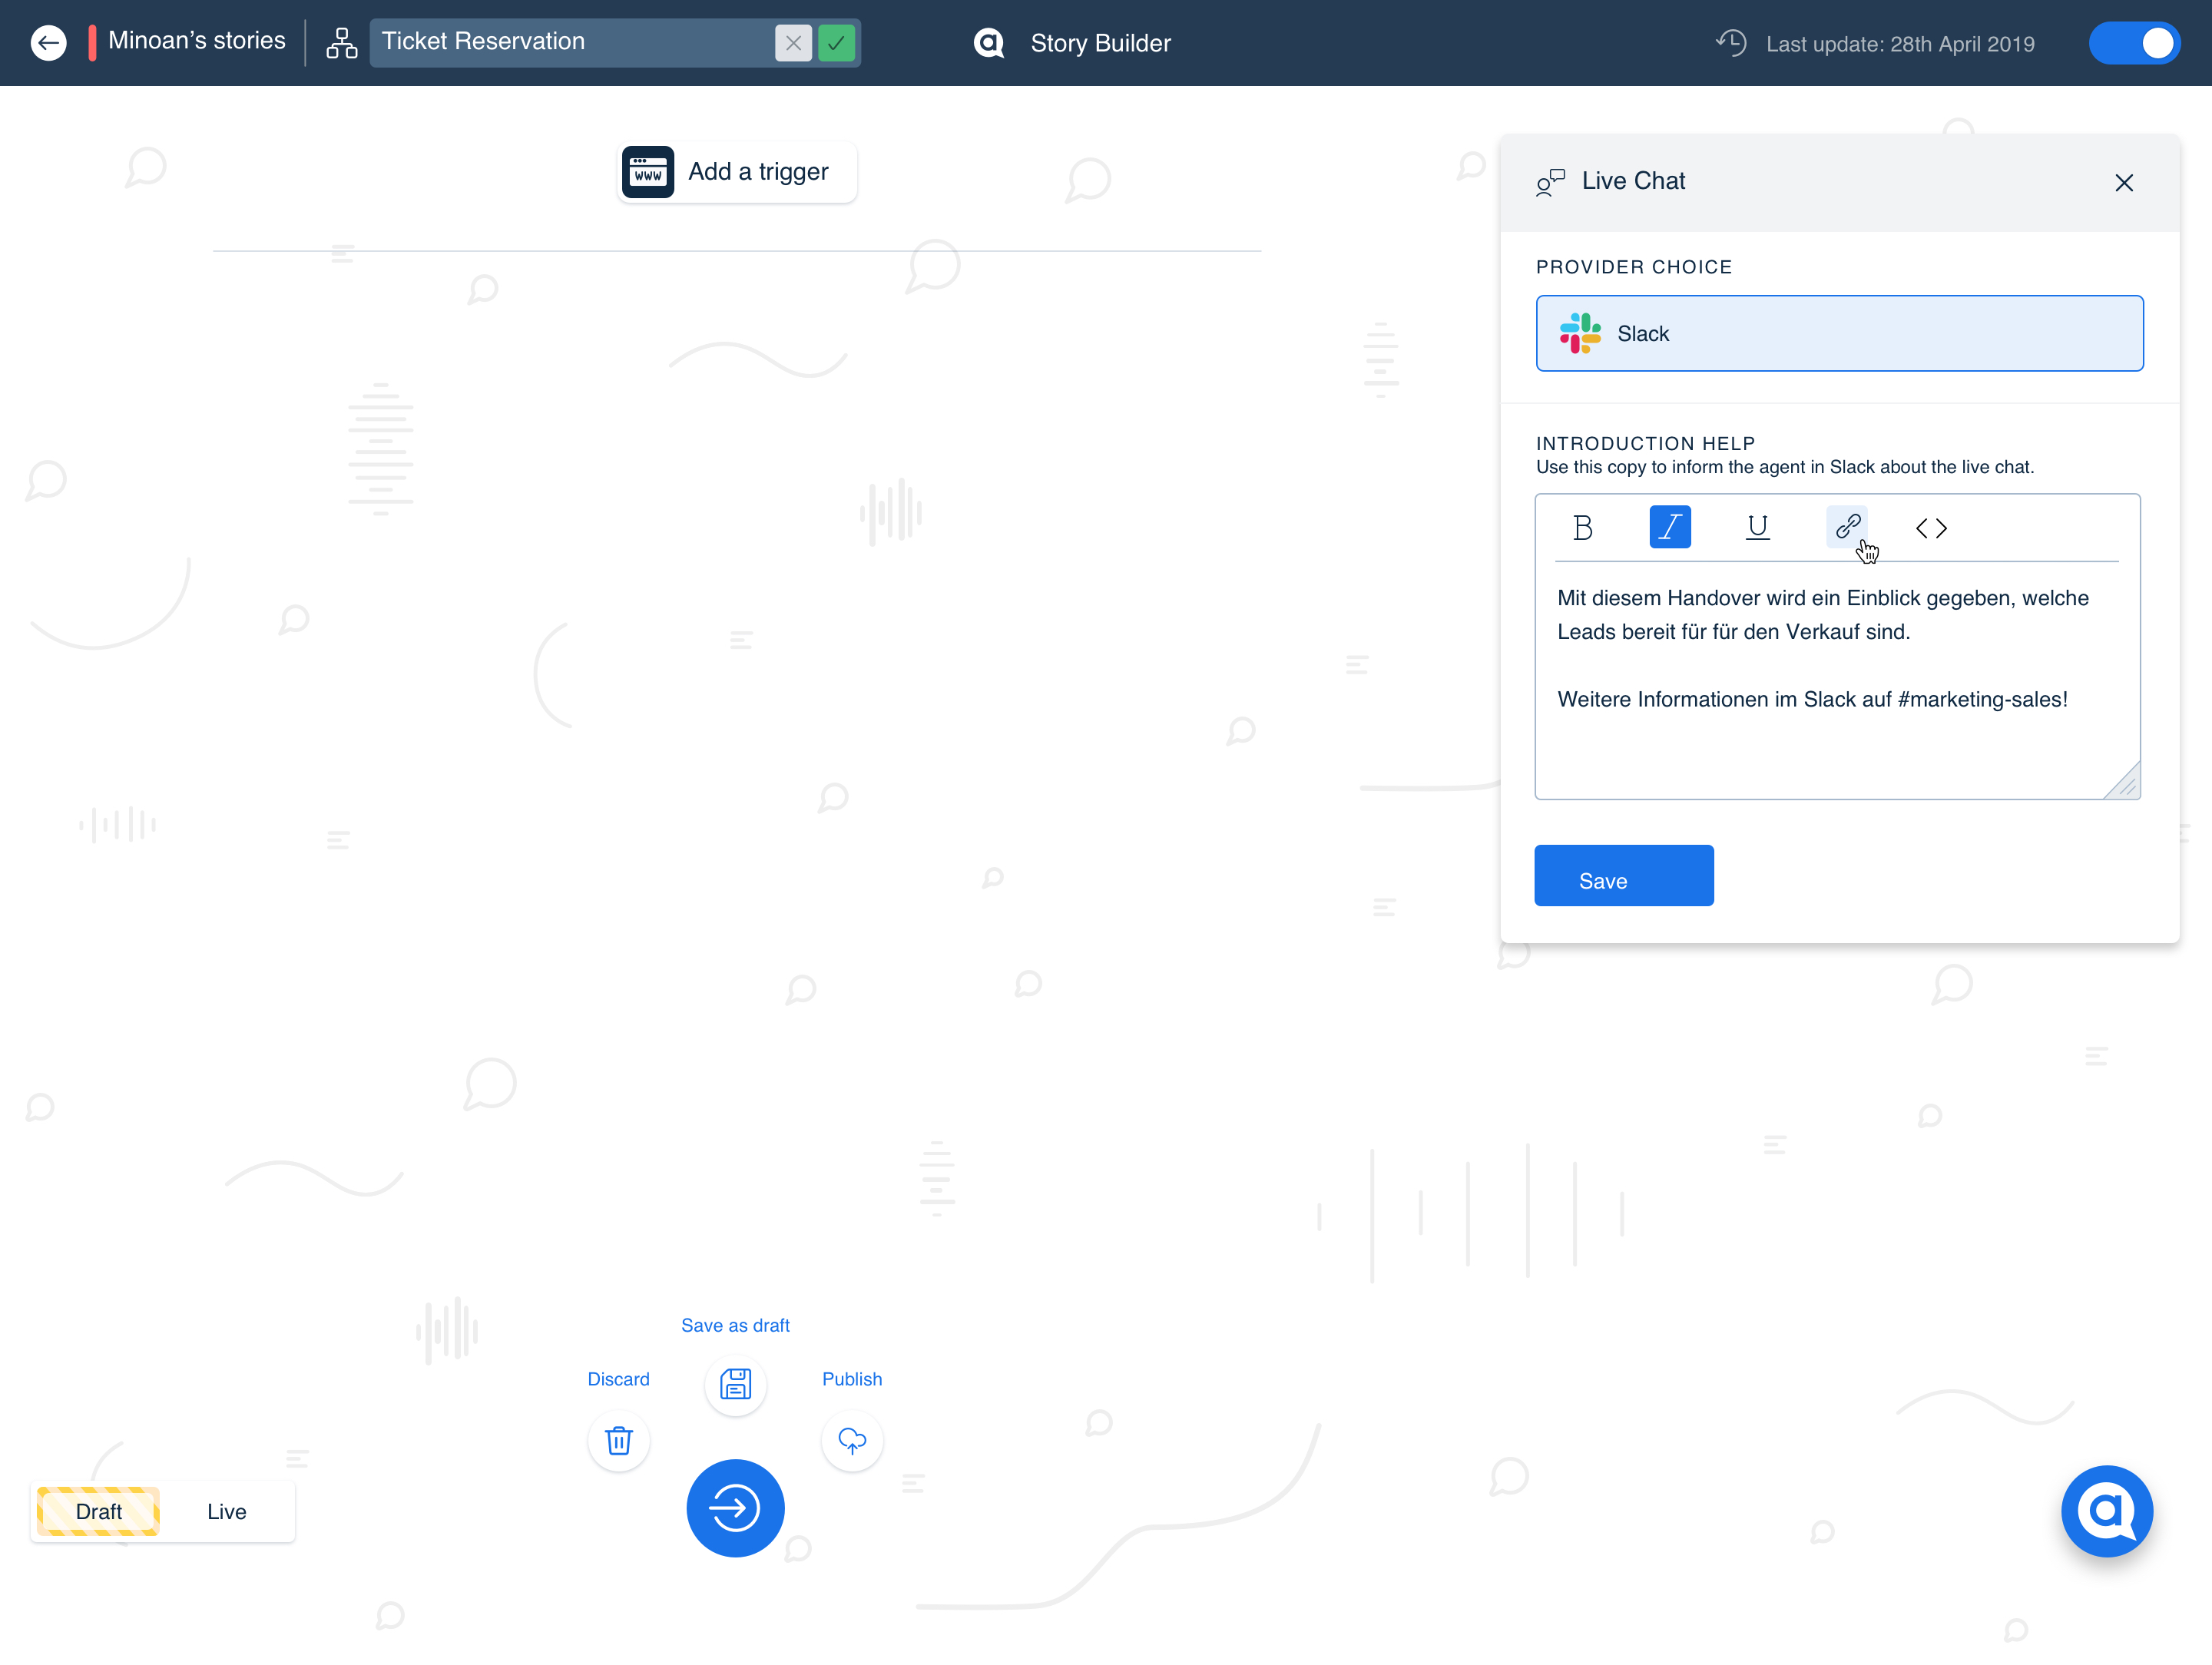 Minoan’s stories
Ticket Reservation
Story Builder
Last update: 28th April 2019
WWW
Add a trigger
Live Chat
PROVIDER CHOICE
Slack
INTRODUCTION HELP
Use this copy to inform the agent in Slack about the live chat.
B I U
Mit diesem Handover wird ein Einblick gegeben, welche
Leads bereit für für den Verkauf sind.
Weitere Informationen im Slack auf #marketing-sales!
Save
Save as draft
Discard
Publish
Draft
Live